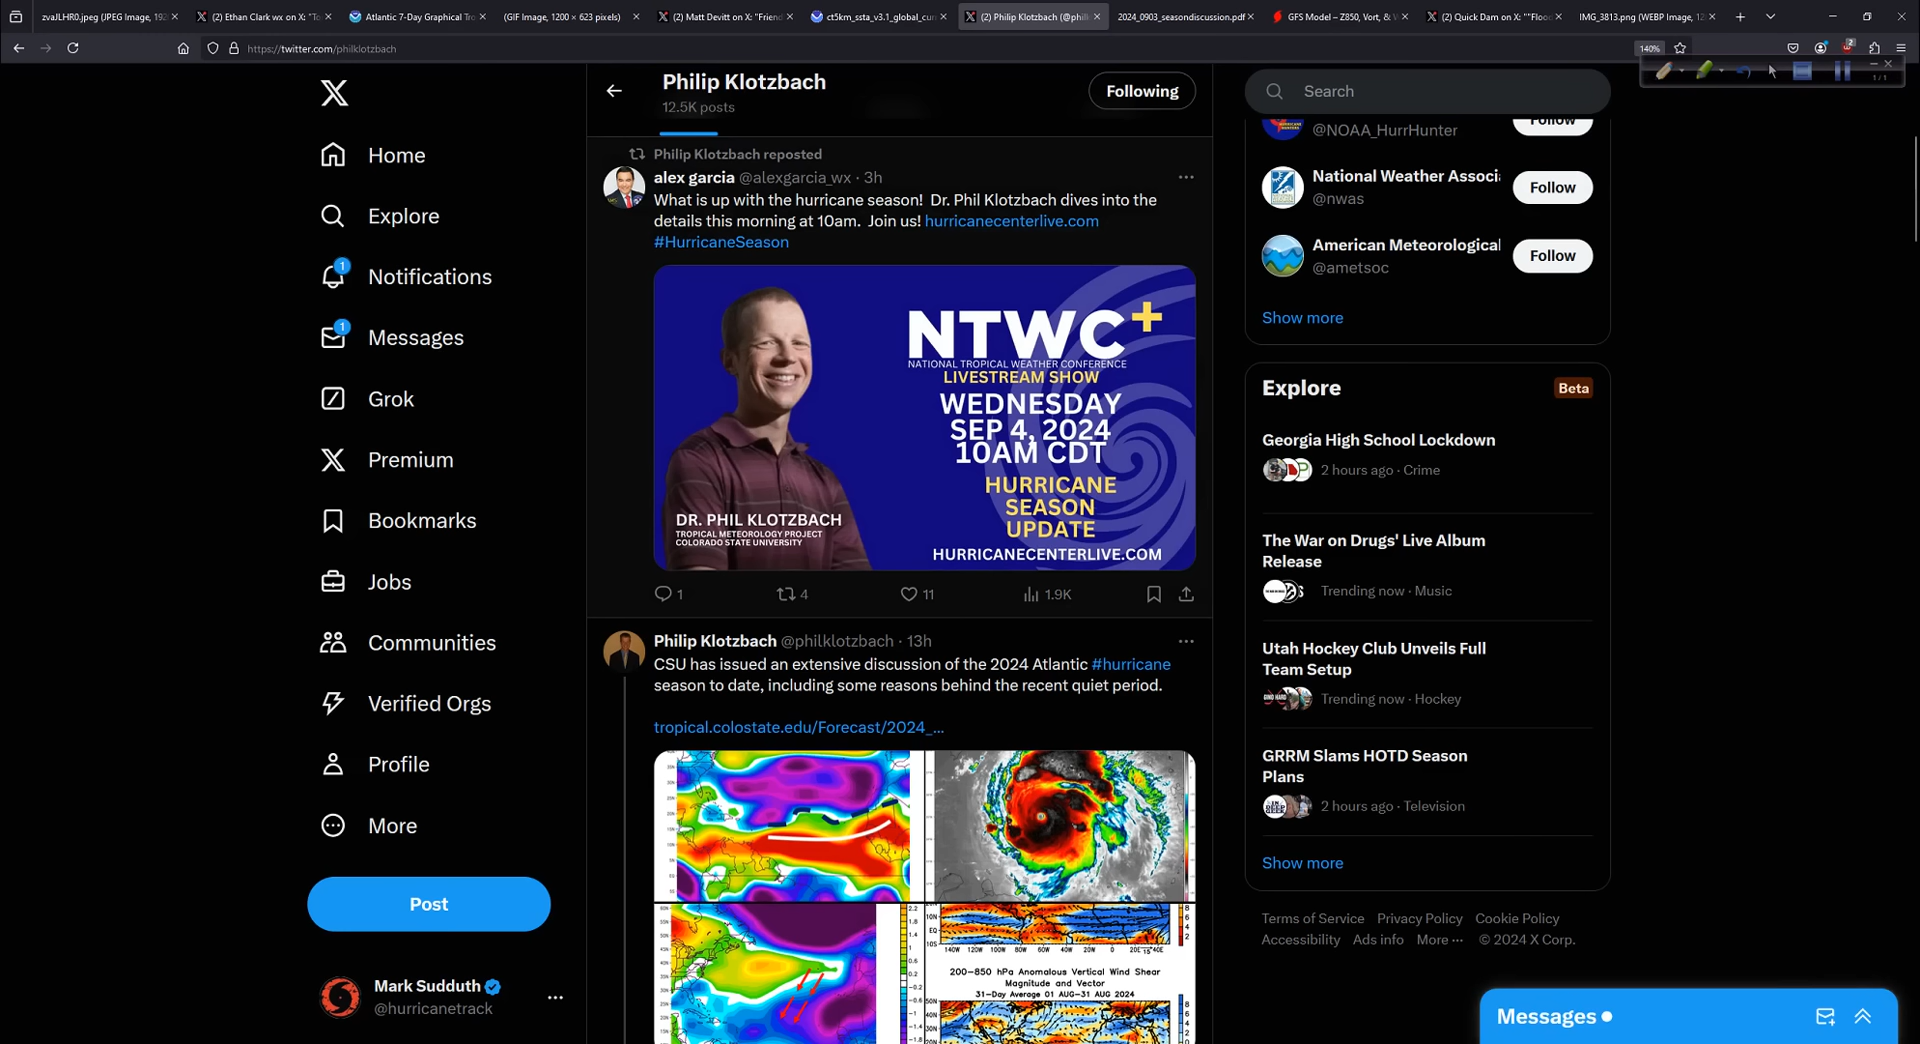 zvaJLHR0.jpeg (JPEG Image, 192
(2) Ethan Clark wx on X: "To
Atlantic 7-Day Graphical Tro
(GIF Image, 1200 × 623 pixels)
(2) Matt Devitt on X: "Friend
ct5km_ssta_v3.1_global_cur
(2) Philip Klotzbach (@phil
2024_0903_seasondiscussion.pdf
GFS Model – Z850, Vort, &
(2) Quick Dam on X: ""Flood
IMG_3813.png (WEBP Image, 12
https://twitter.com/philklotzbach
140%
2
1/1
Home
Explore
1
Notifications
1
Messages
Grok
Premium
Bookmarks
Jobs
Communities
Verified Orgs
Profile
More
Post
Mark Sudduth
@hurricanetrack
Philip Klotzbach
12.5K posts
Following
Philip Klotzbach reposted
alex garcia @alexgarcia_wx · 3h
What is up with the hurricane season! Dr. Phil Klotzbach dives into the
details this morning at 10am. Join us! hurricanecenterlive.com
#HurricaneSeason
NTWC+
NATIONAL TROPICAL WEATHER CONFERENCE
LIVESTREAM SHOW
WEDNESDAY
SEP 4, 2024
10AM CDT
HURRICANE
SEASON
UPDATE
HURRICANECENTERLIVE.COM
DR. PHIL KLOTZBACH
TROPICAL METEOROLOGY PROJECT
COLORADO STATE UNIVERSITY
1
4
11
1.9K
Philip Klotzbach @philklotzbach · 13h
CSU has issued an extensive discussion of the 2024 Atlantic #hurricane
season to date, including some reasons behind the recent quiet period.
tropical.colostate.edu/Forecast/2024_...
200-850 hPa Anomalous Vertical Wind Shear
Magnitude and Vector
31-Day Average 01 AUG-31 AUG 2024
Search
Follow
@NOAA_HurrHunter
National Weather Associ
@nwas
Follow
American Meteorological
@ametsoc
Follow
Show more
Explore
Beta
Georgia High School Lockdown
2 hours ago · Crime
The War on Drugs' Live Album
Release
Trending now · Music
Utah Hockey Club Unveils Full
Team Setup
Trending now · Hockey
GRRM Slams HOTD Season
Plans
2 hours ago · Television
Show more
Terms of Service Privacy Policy Cookie Policy
Accessibility Ads info More ··· © 2024 X Corp.
Messages